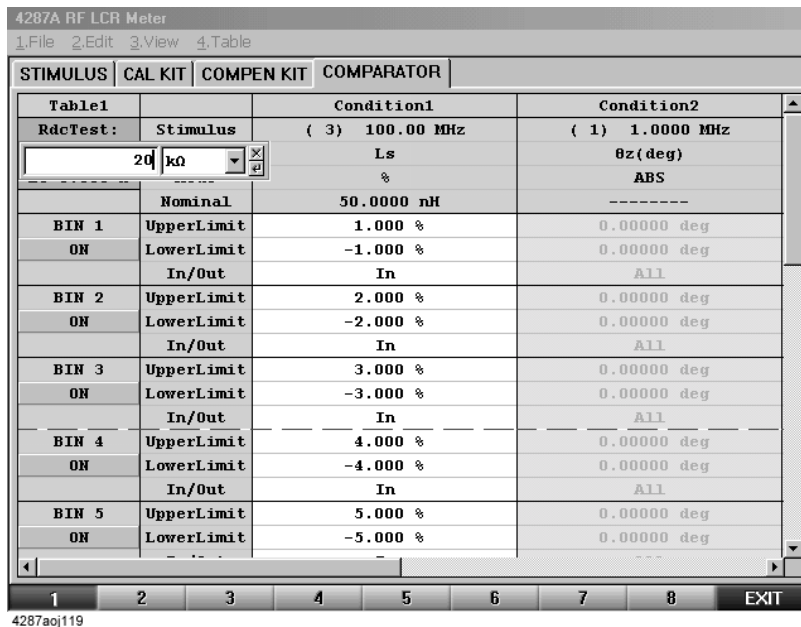 4287A RF LCR Meter
1.File 2.Edit 3.View 4.Table
STIMULUS CAL KIT COMPEN KIT COMPARATOR
Table1 Condition1 Condition2
RdcTest: Stimulus ( 3) 100.00 MHz ( 1) 1.0000 MHz
20 kΩ Ls θz(deg)
% ABS
Nominal 50.0000 nH --------
BIN 1 UpperLimit 1.000 % 0.00000 deg
ON LowerLimit -1.000 % 0.00000 deg
In/Out In All
BIN 2 UpperLimit 2.000 % 0.00000 deg
ON LowerLimit -2.000 % 0.00000 deg
In/Out In All
BIN 3 UpperLimit 3.000 % 0.00000 deg
ON LowerLimit -3.000 % 0.00000 deg
In/Out In All
BIN 4 UpperLimit 4.000 % 0.00000 deg
ON LowerLimit -4.000 % 0.00000 deg
In/Out In All
BIN 5 UpperLimit 5.000 % 0.00000 deg
ON LowerLimit -5.000 % 0.00000 deg
1 2 3 4 5 6 7 8 EXIT
4287aoj119